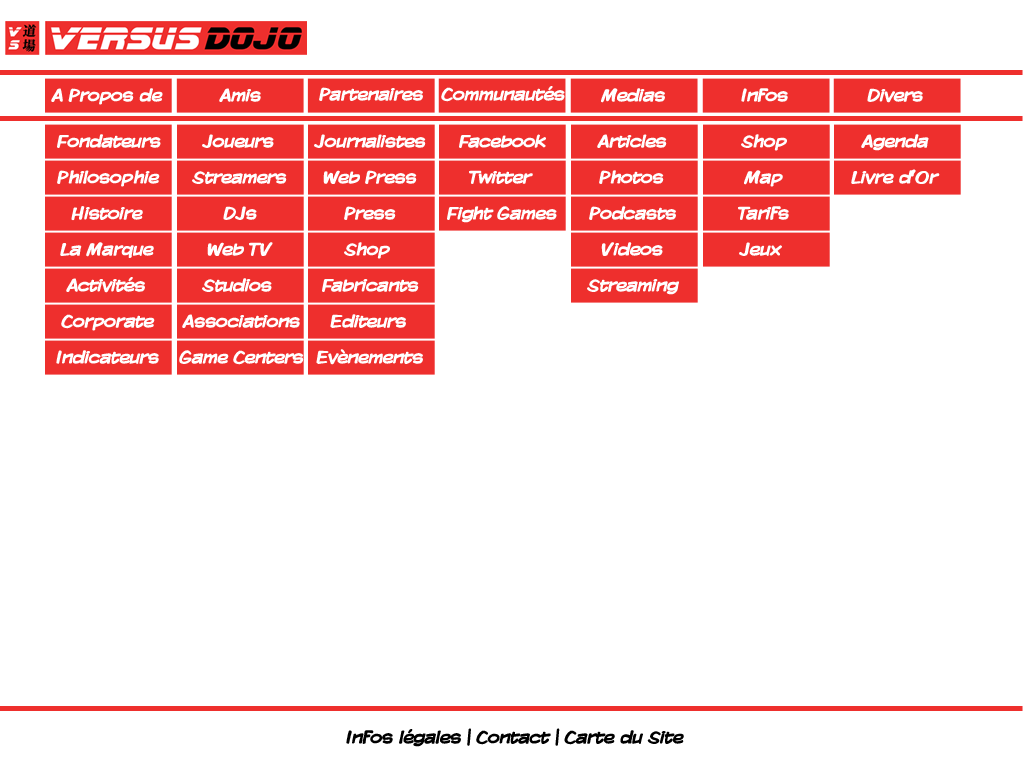 VS 道場 VERSUS DOJO
A Propos de Amis Partenaires Communautés Medias Infos Divers
Fondateurs Joueurs Journalistes Facebook Articles Shop Agenda
Philosophie Streamers Web Press Twitter Photos Map Livre d'Or
Histoire DJs Press Fight Games Podcasts Tarifs
La Marque Web TV Shop Videos Jeux
Activités Studios Fabricants Streaming
Corporate Associations Editeurs
Indicateurs Game Centers Evènements
Infos légales | Contact | Carte du Site